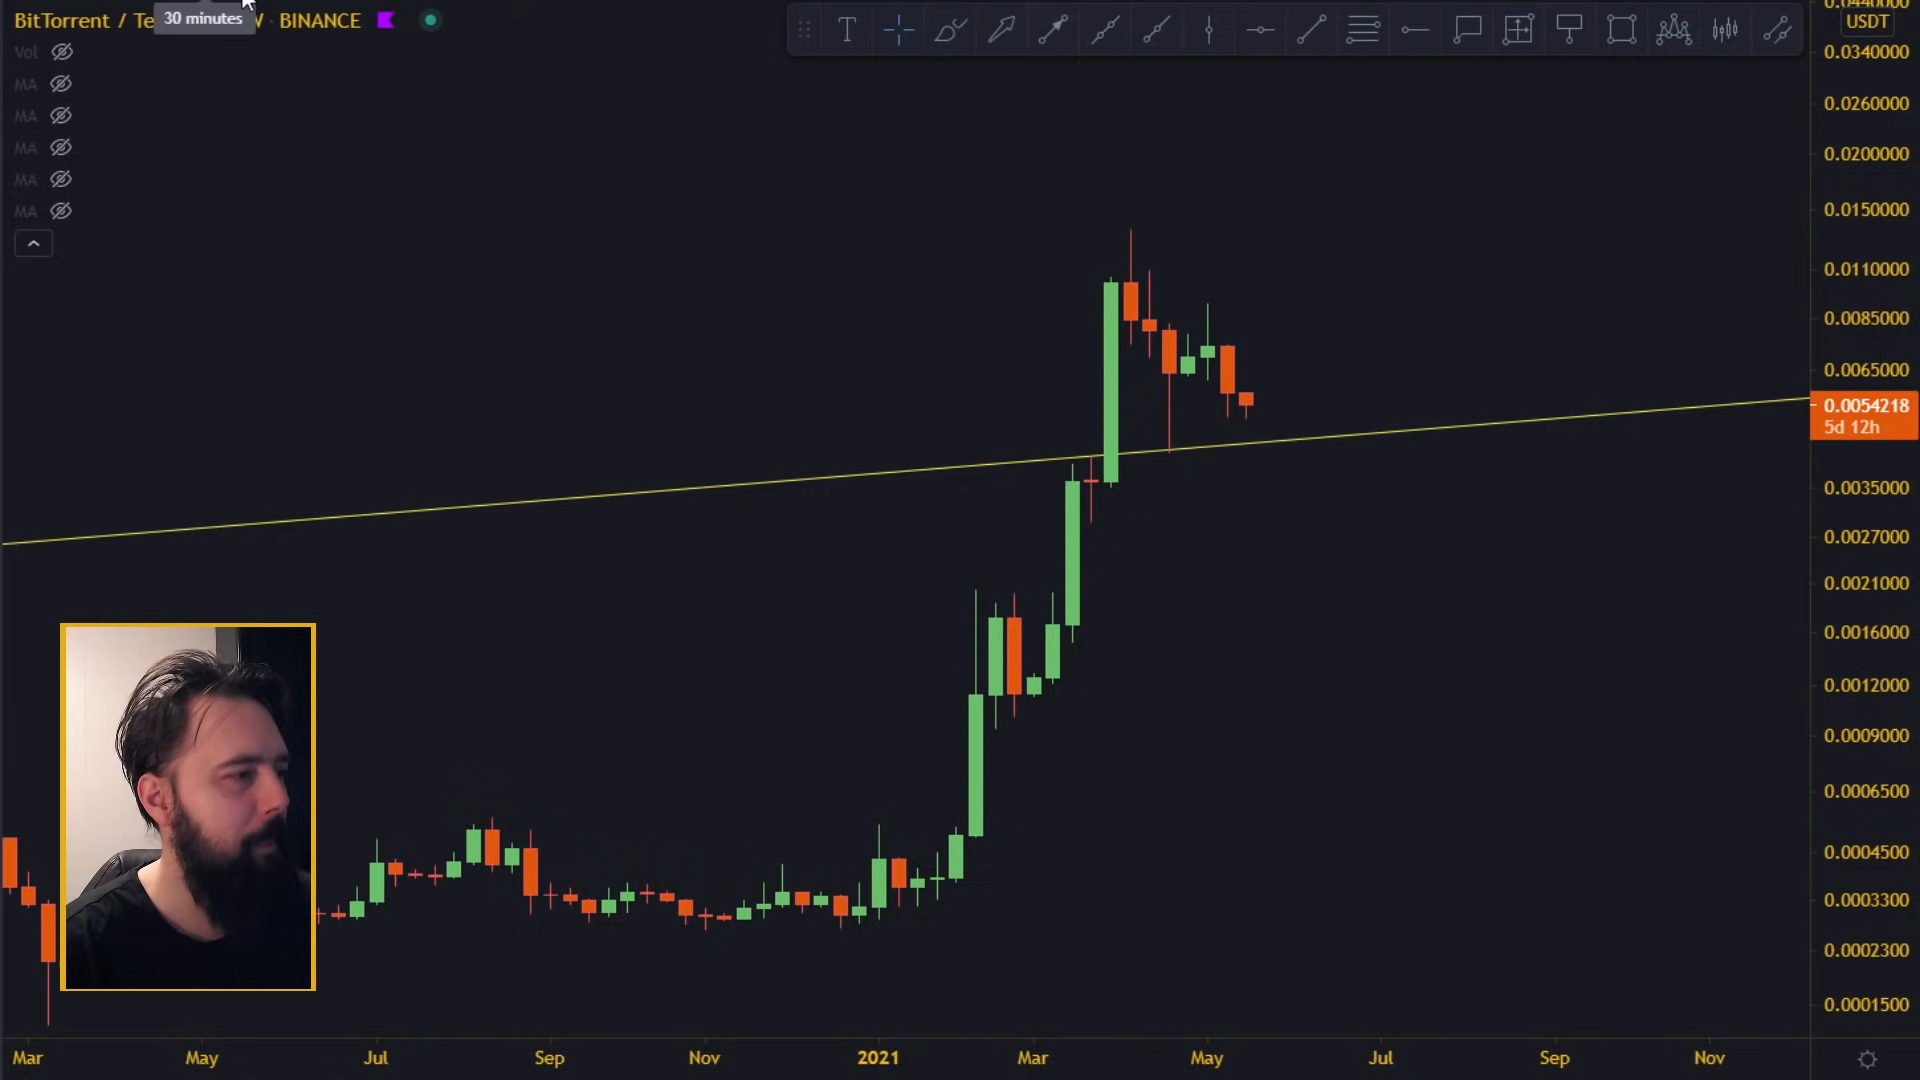 BitTorrent / Te
30 minutes
W · BINANCE
Vol
MA
MA
MA
MA
MA
T
USDT
0.0440000
0.0340000
0.0260000
0.0200000
0.0150000
0.0110000
0.0085000
0.0065000
0.0054218
5d 12h
0.0035000
0.0027000
0.0021000
0.0016000
0.0012000
0.0009000
0.0006500
0.0004500
0.0003300
0.0002300
0.0001500
Mar May Jul Sep Nov 2021 Mar May Jul Sep Nov